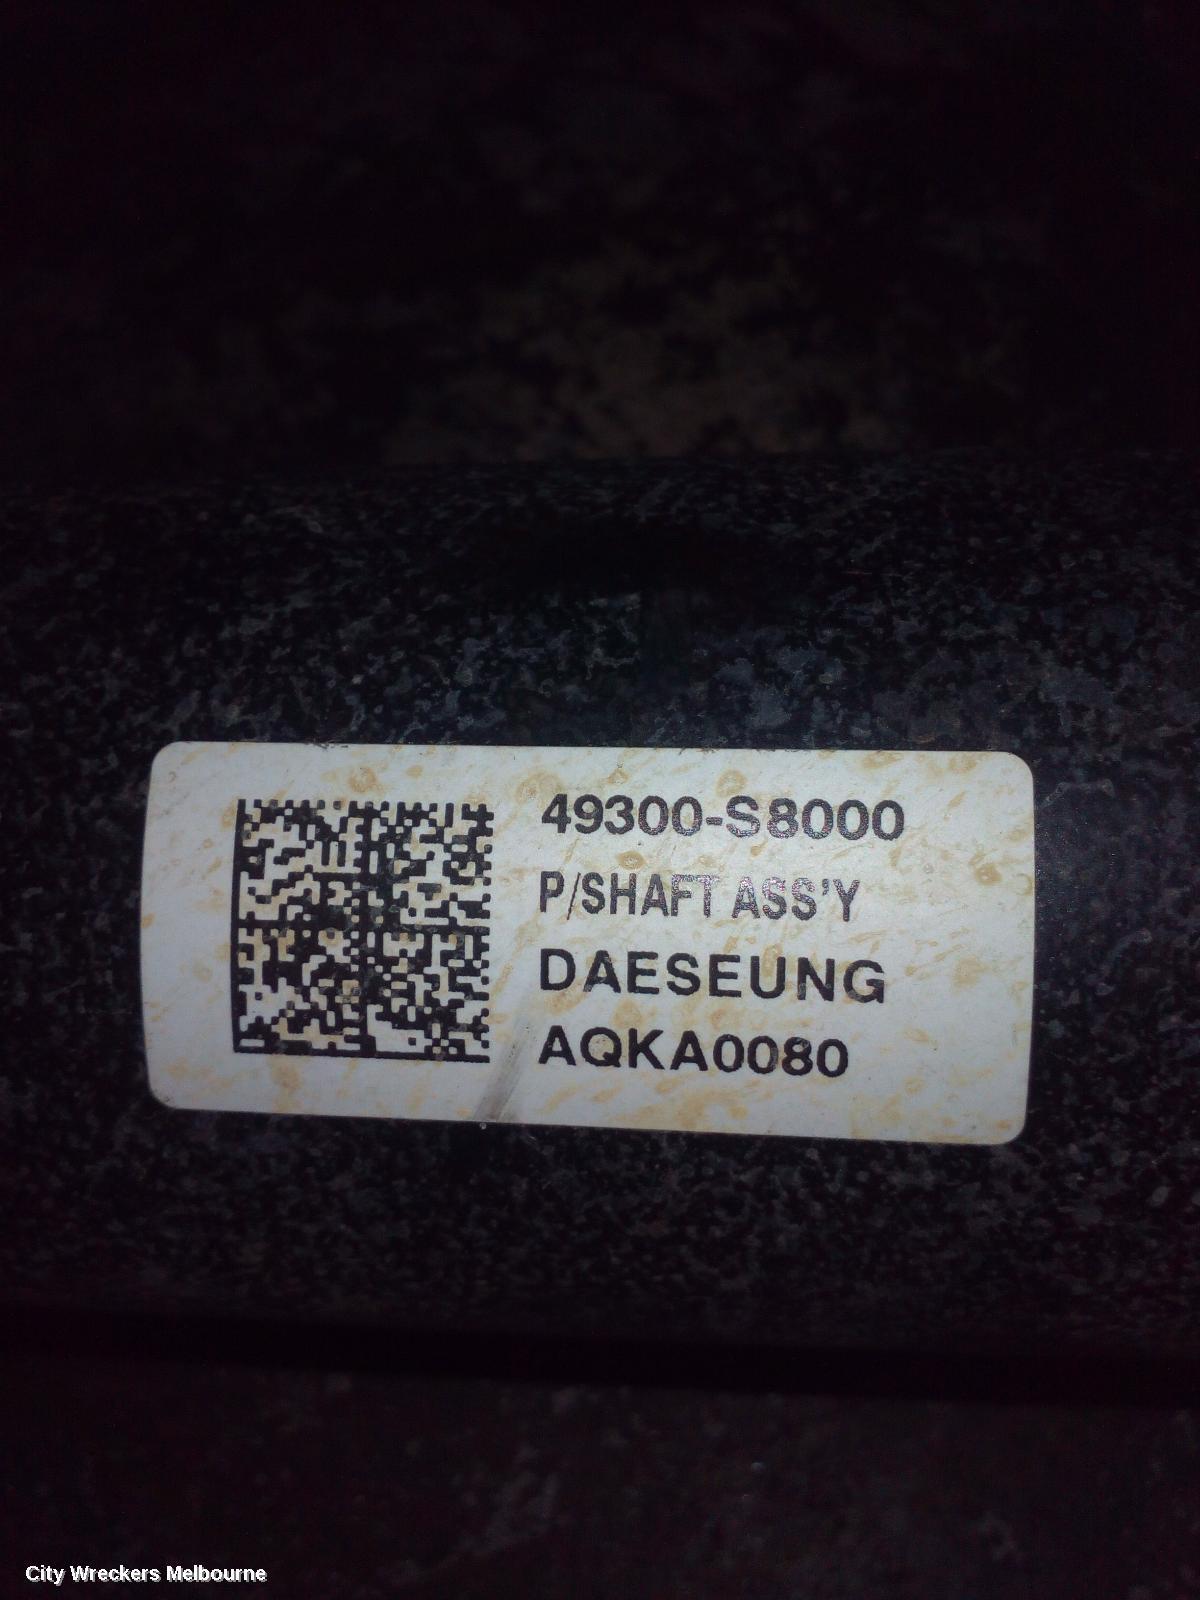 49300-S8000
P/SHAFT ASS'Y
DAESEUNG
AQKA0080
City Wreckers Melbourne